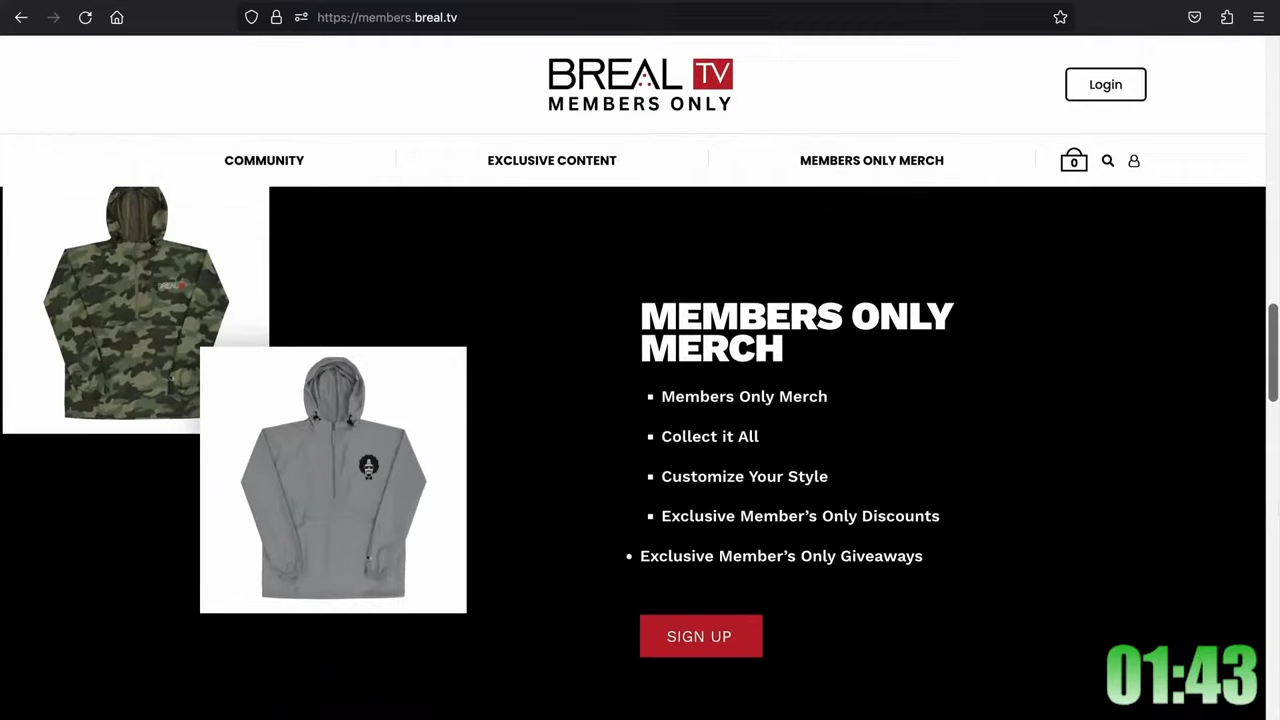 https://members.breal.tv
BREAL TV
MEMBERS ONLY
Login
COMMUNITY
EXCLUSIVE CONTENT
MEMBERS ONLY MERCH
0
BREAL TV
MEMBERS ONLY
MERCH
Members Only Merch
Collect it All
Customize Your Style
Exclusive Member’s Only Discounts
Exclusive Member’s Only Giveaways
SIGN UP
01:43